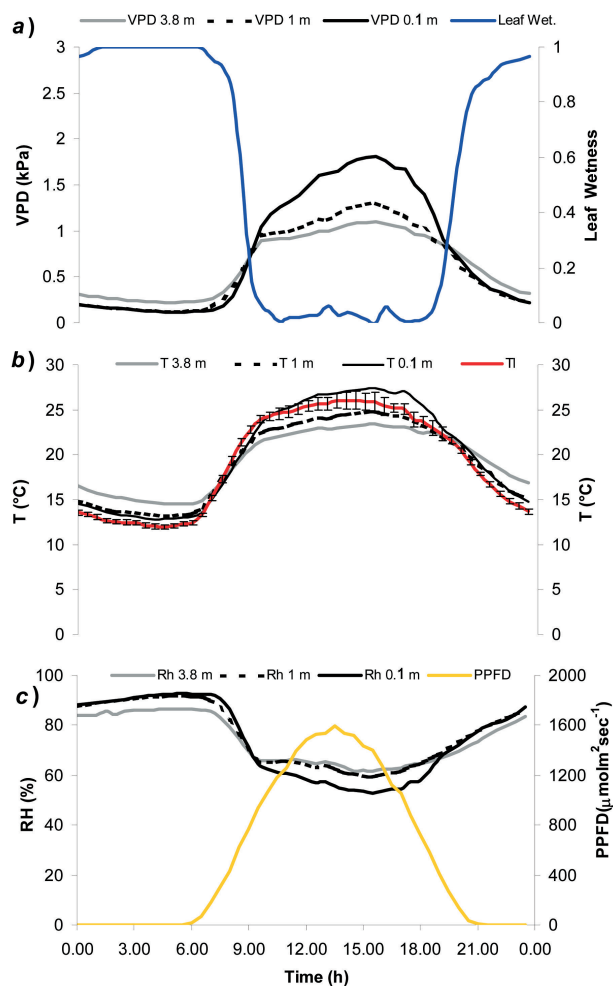 a) VPD 3.8 m VPD 1 m VPD 0.1 m Leaf Wet.
3 1
2.5 0.8
2
0.6
1.5
0.4
1
0.5 0.2
0 0
VPD (kPa)
Leaf Wetness
b) T 3.8 m T 1 m T 0.1 m Tl
30 30
25 25
20 20
15 15
10 10
5 5
0 0
T (°C)
T (°C)
c) Rh 3.8 m Rh 1 m Rh 0.1 m PPFD
100 2000
80 1600
60 1200
40 800
20 400
0 0
RH (%)
PPFD(µmolm²sec⁻¹)
0.00 3.00 6.00 9.00 12.00 15.00 18.00 21.00 0.00
Time (h)